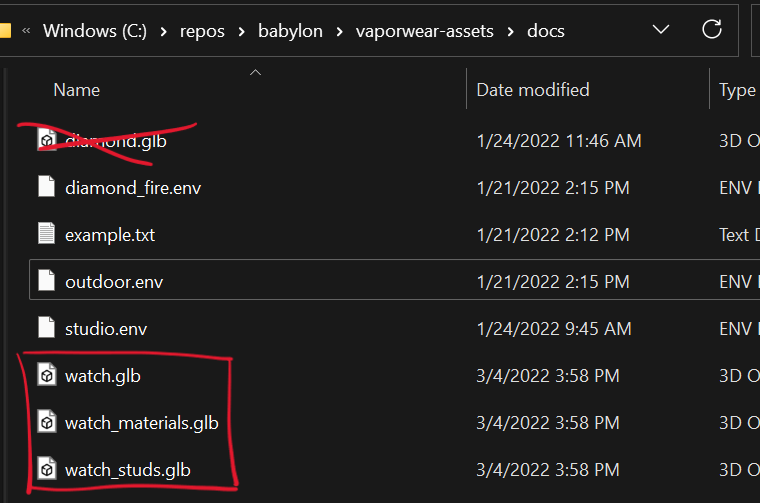 « Windows (C:) › repos › babylon › vaporwear-assets › docs
Name Date modified Type
diamond.glb 1/24/2022 11:46 AM 3D O
diamond_fire.env 1/21/2022 2:15 PM ENV
example.txt 1/21/2022 2:12 PM Text D
outdoor.env 1/21/2022 2:15 PM ENV
studio.env 1/24/2022 9:45 AM ENV
watch.glb 3/4/2022 3:58 PM 3D O
watch_materials.glb 3/4/2022 3:58 PM 3D O
watch_studs.glb 3/4/2022 3:58 PM 3D O